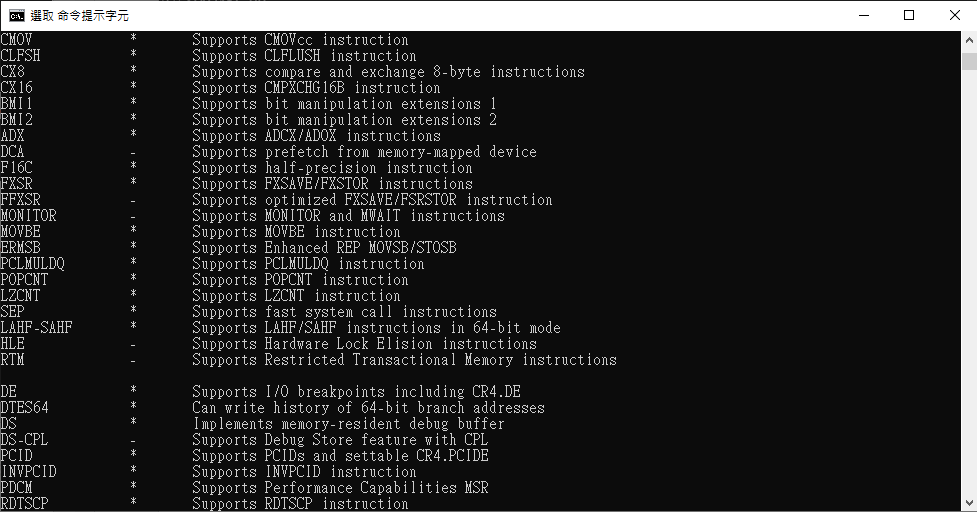 選取 命令提示字元
CMOV * Supports CMOVcc instruction
CLFSH * Supports CLFLUSH instruction
CX8 * Supports compare and exchange 8-byte instructions
CX16 * Supports CMPXCHG16B instruction
BMI1 * Supports bit manipulation extensions 1
BMI2 * Supports bit manipulation extensions 2
ADX * Supports ADCX/ADOX instructions
DCA - Supports prefetch from memory-mapped device
F16C * Supports half-precision instruction
FXSR * Supports FXSAVE/FXSTOR instructions
FFXSR - Supports optimized FXSAVE/FSRSTOR instruction
MONITOR - Supports MONITOR and MWAIT instructions
MOVBE * Supports MOVBE instruction
ERMSB * Supports Enhanced REP MOVSB/STOSB
PCLMULDQ * Supports PCLMULDQ instruction
POPCNT * Supports POPCNT instruction
LZCNT * Supports LZCNT instruction
SEP * Supports fast system call instructions
LAHF-SAHF * Supports LAHF/SAHF instructions in 64-bit mode
HLE - Supports Hardware Lock Elision instructions
RTM - Supports Restricted Transactional Memory instructions
DE * Supports I/O breakpoints including CR4.DE
DTES64 * Can write history of 64-bit branch addresses
DS * Implements memory-resident debug buffer
DS-CPL - Supports Debug Store feature with CPL
PCID * Supports PCIDs and settable CR4.PCIDE
INVPCID * Supports INVPCID instruction
PDCM * Supports Performance Capabilities MSR
RDTSCP * Supports RDTSCP instruction